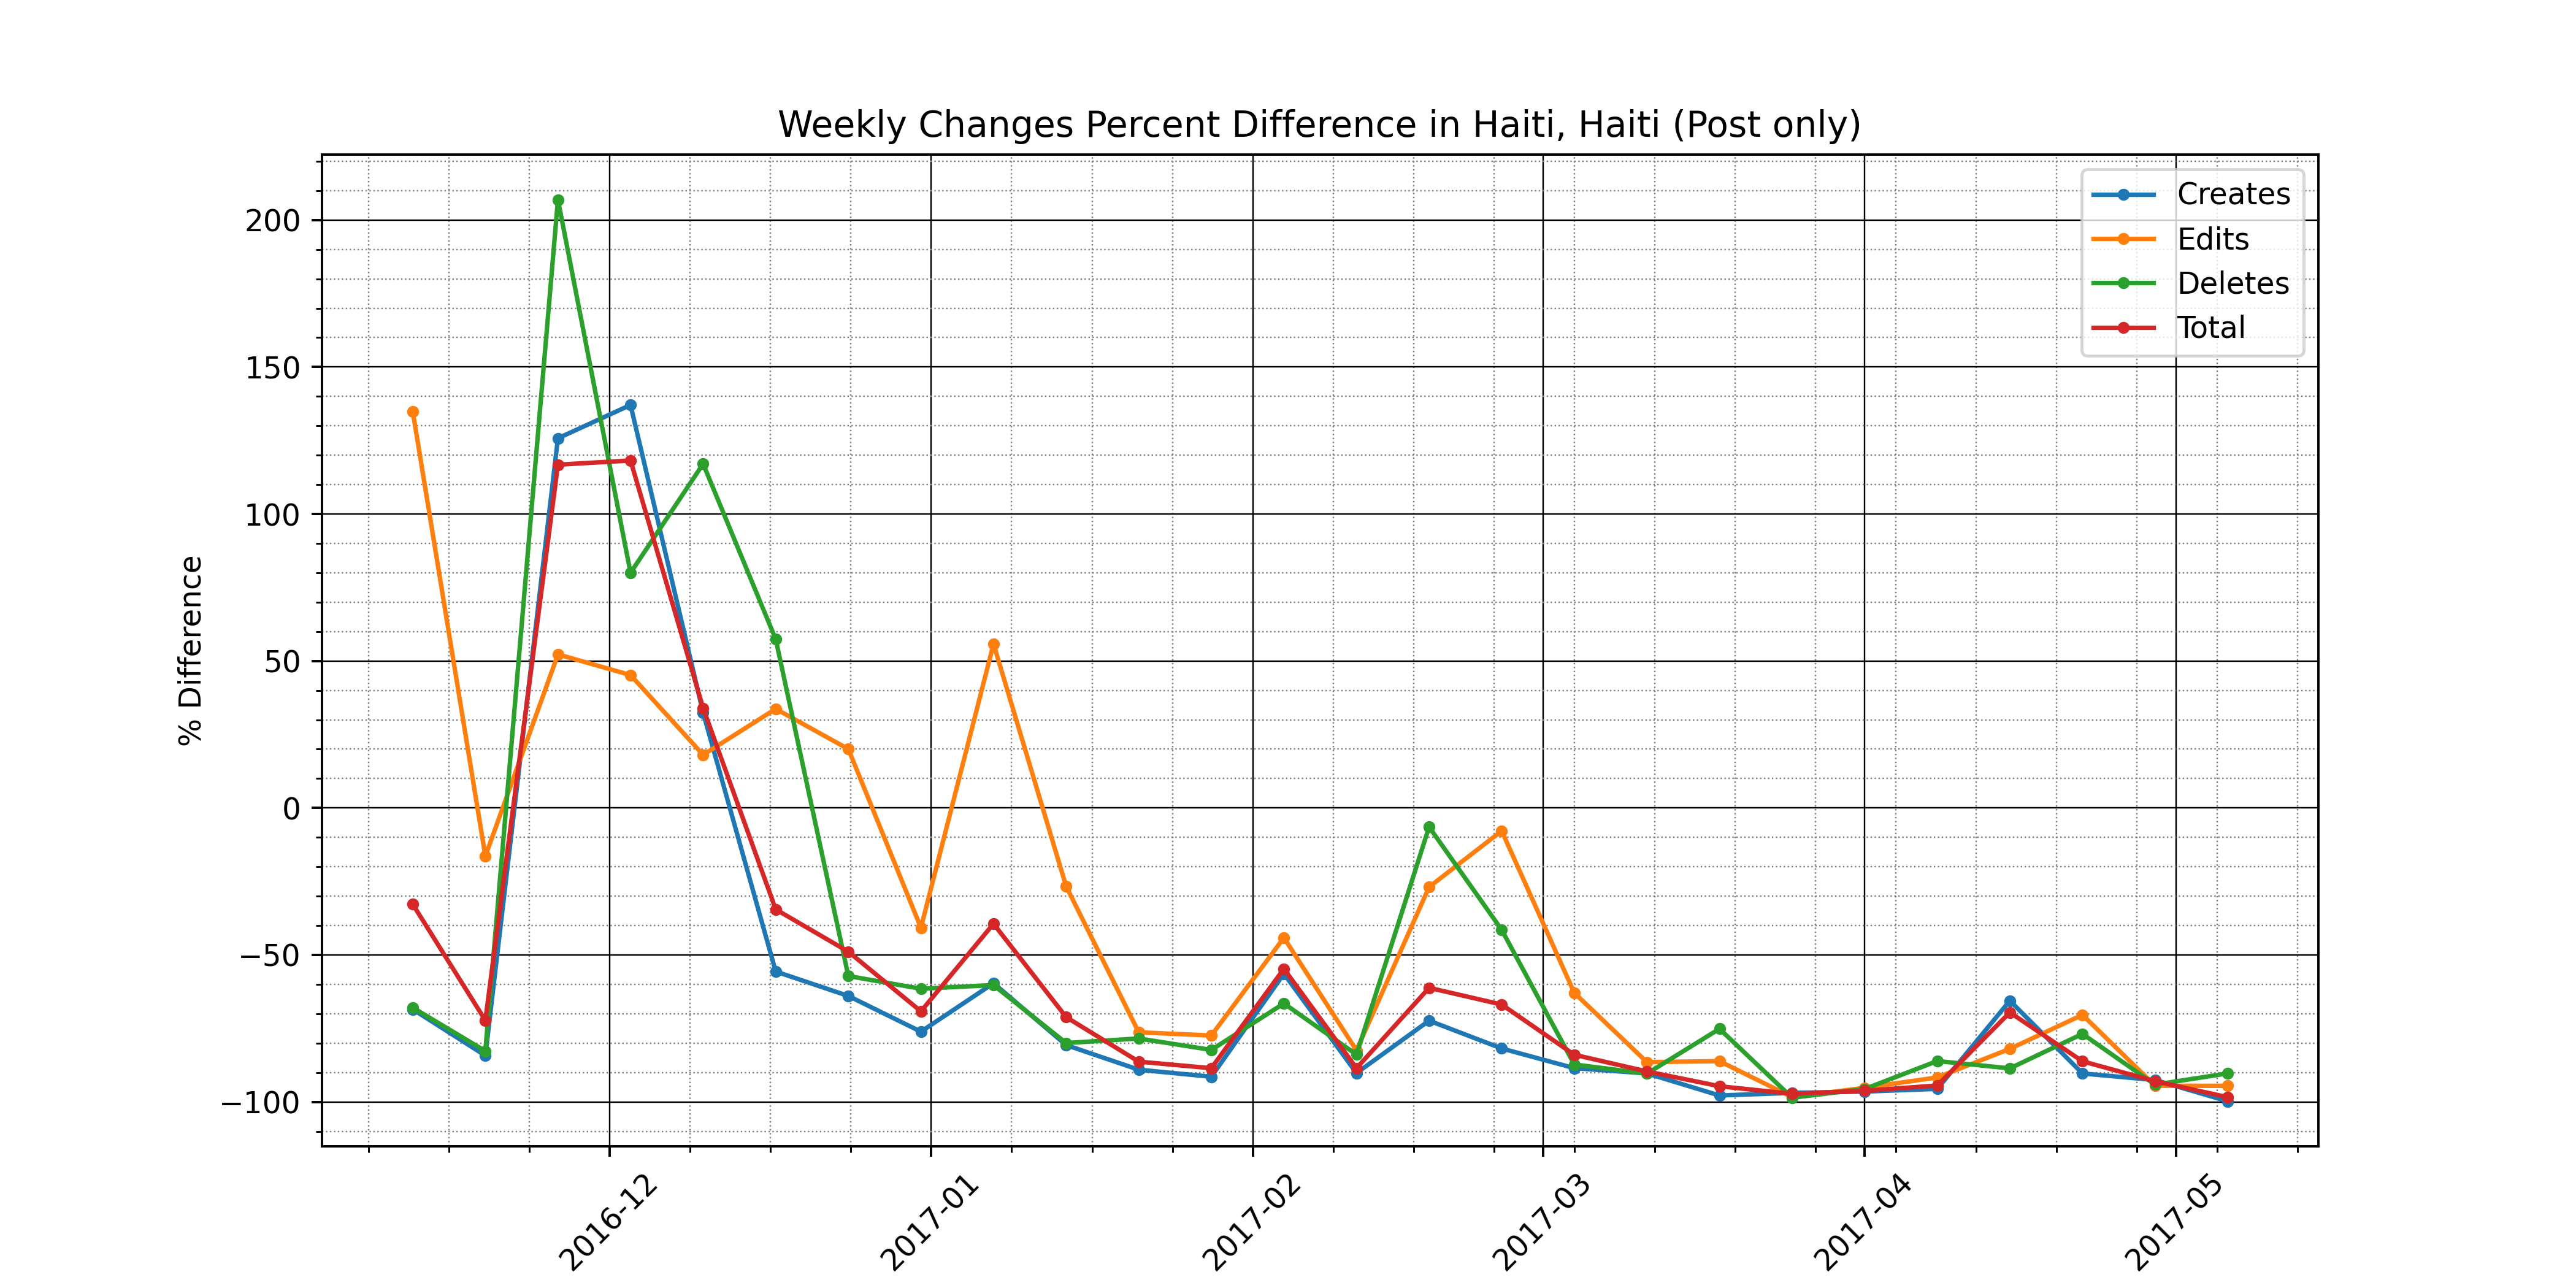 Weekly Changes Percent Difference in Haiti, Haiti (Post only)
Creates
Edits
Deletes
Total
% Difference
200
150
100
50
0
−50
−100
2016-12
2017-01
2017-02
2017-03
2017-04
2017-05